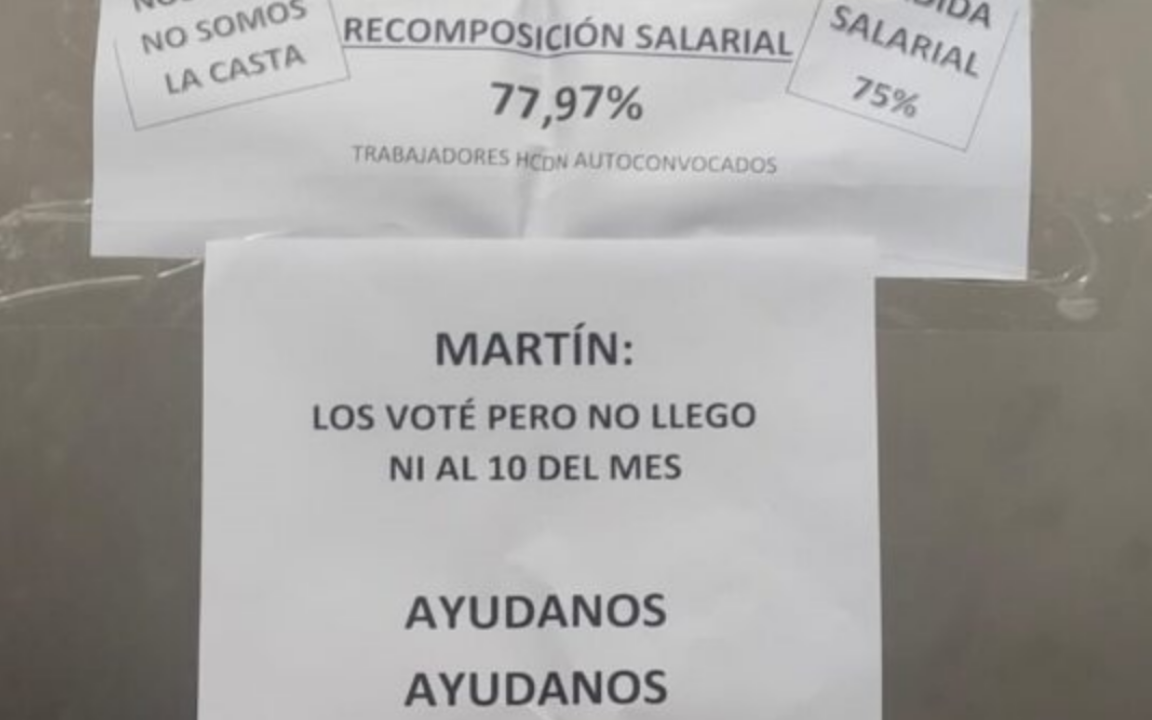 NO SOMOS
LA CASTA
RECOMPOSICIÓN SALARIAL
77,97%
TRABAJADORES HCDN AUTOCONVOCADOS
SALARIAL
75%
MARTÍN:
LOS VOTÉ PERO NO LLEGO
NI AL 10 DEL MES
AYUDANOS
AYUDANOS